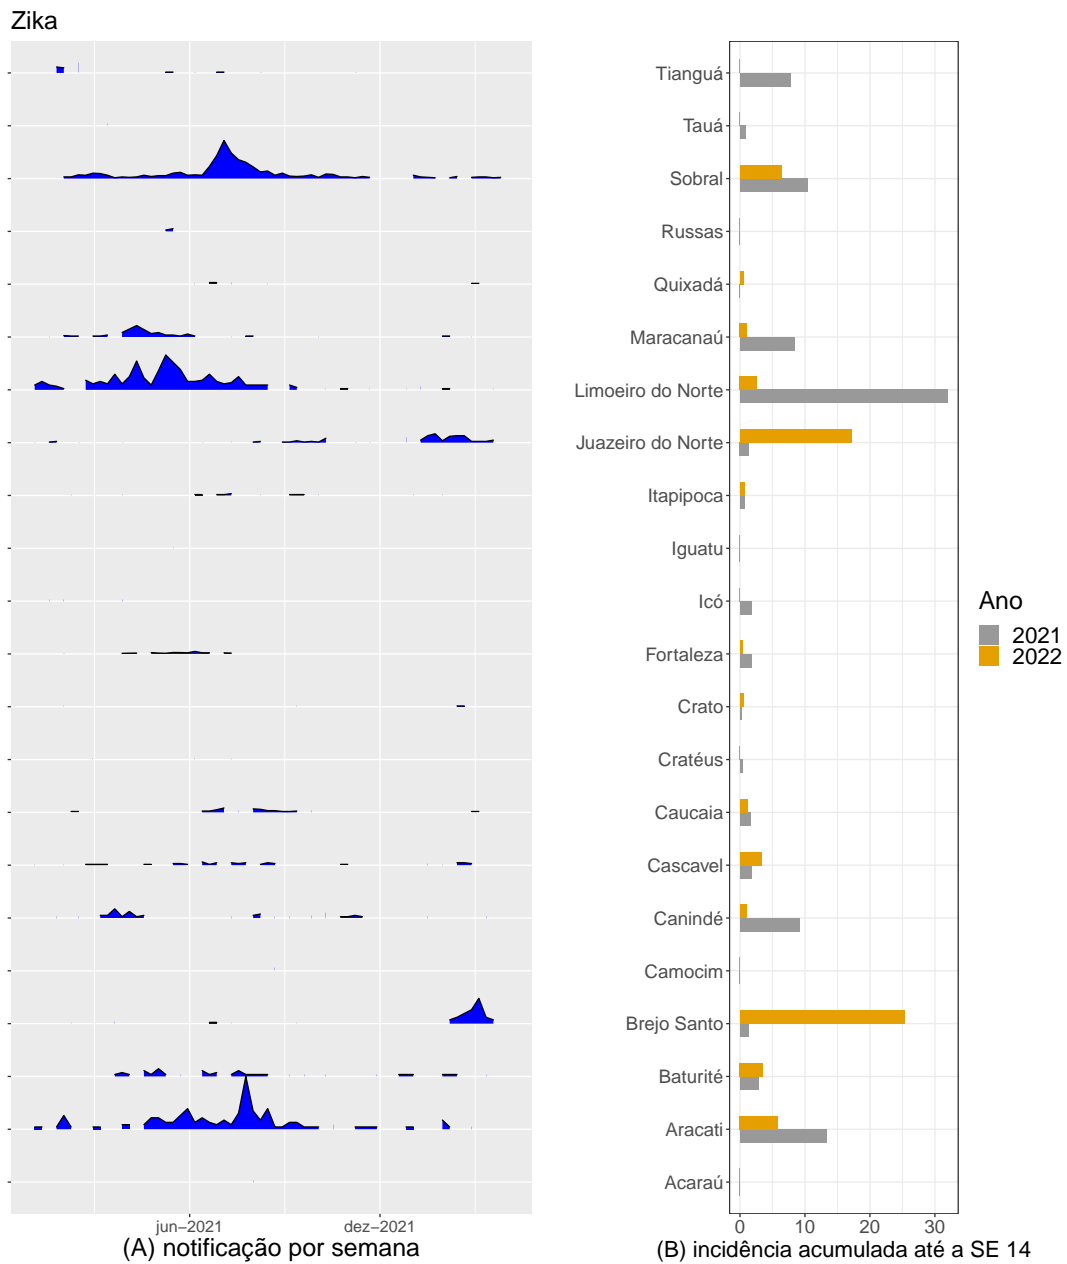 Zika
Tianguá
Tauá
Sobral
Russas
Quixadá
Maracanaú
Limoeiro do Norte
Juazeiro do Norte
Itapipoca
Iguatu
Icó
Fortaleza
Crato
Cratéus
Caucaia
Cascavel
Canindé
Camocim
Brejo Santo
Baturité
Aracati
Acaraú
jun–2021 dez–2021
(A) notificação por semana
0 10 20 30
(B) incidência acumulada até a SE 14
Ano
2021
2022